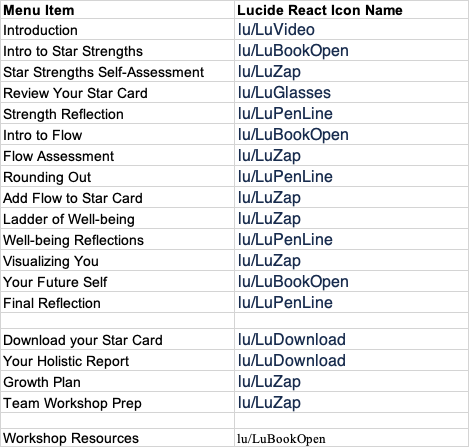 Menu Item Lucide React Icon Name
Introduction lu/LuVideo
Intro to Star Strengths lu/LuBookOpen
Star Strengths Self-Assessment lu/LuZap
Review Your Star Card lu/LuGlasses
Strength Reflection lu/LuPenLine
Intro to Flow lu/LuBookOpen
Flow Assessment lu/LuZap
Rounding Out lu/LuPenLine
Add Flow to Star Card lu/LuZap
Ladder of Well-being lu/LuZap
Well-being Reflections lu/LuPenLine
Visualizing You lu/LuZap
Your Future Self lu/LuBookOpen
Final Reflection lu/LuPenLine
Download your Star Card lu/LuDownload
Your Holistic Report lu/LuDownload
Growth Plan lu/LuZap
Team Workshop Prep lu/LuZap
Workshop Resources lu/LuBookOpen